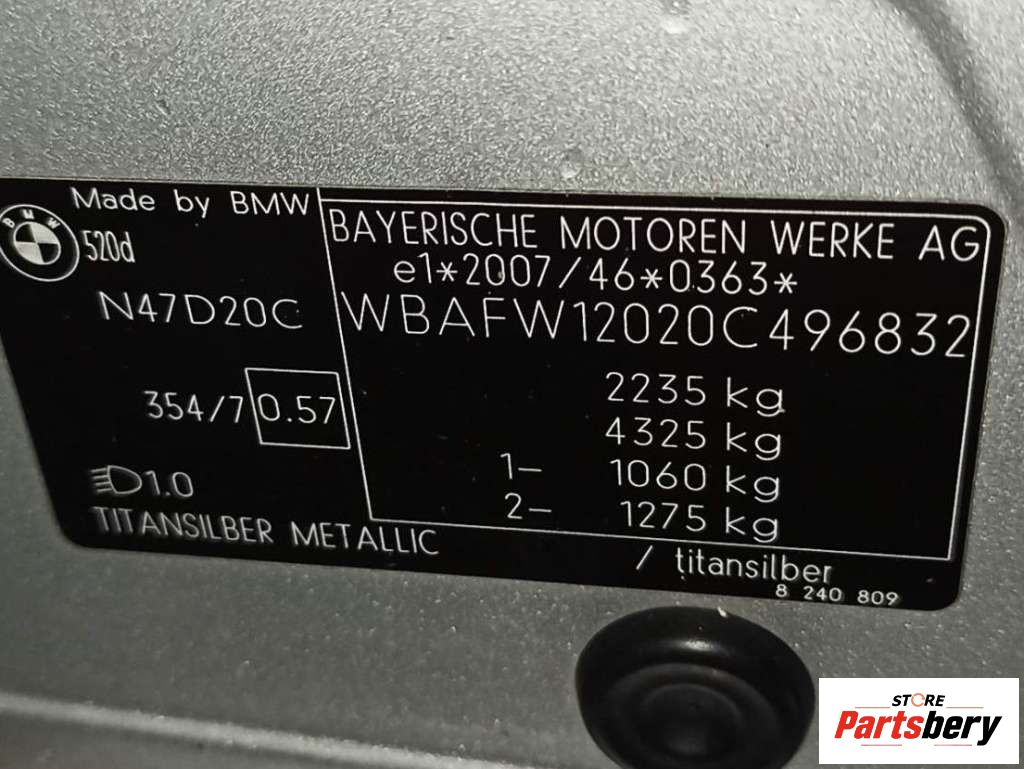 Made by BMW
BMW
520d
N47D20C
354/7 0.57
1.0
TITANSILBER METALLIC
BAYERISCHE MOTOREN WERKE AG
e1*2007/46*0363*
WBAFW12020C496832
2235 kg
4325 kg
1- 1060 kg
2- 1275 kg
/ titansilber
8 240 809
STORE
Partsbery